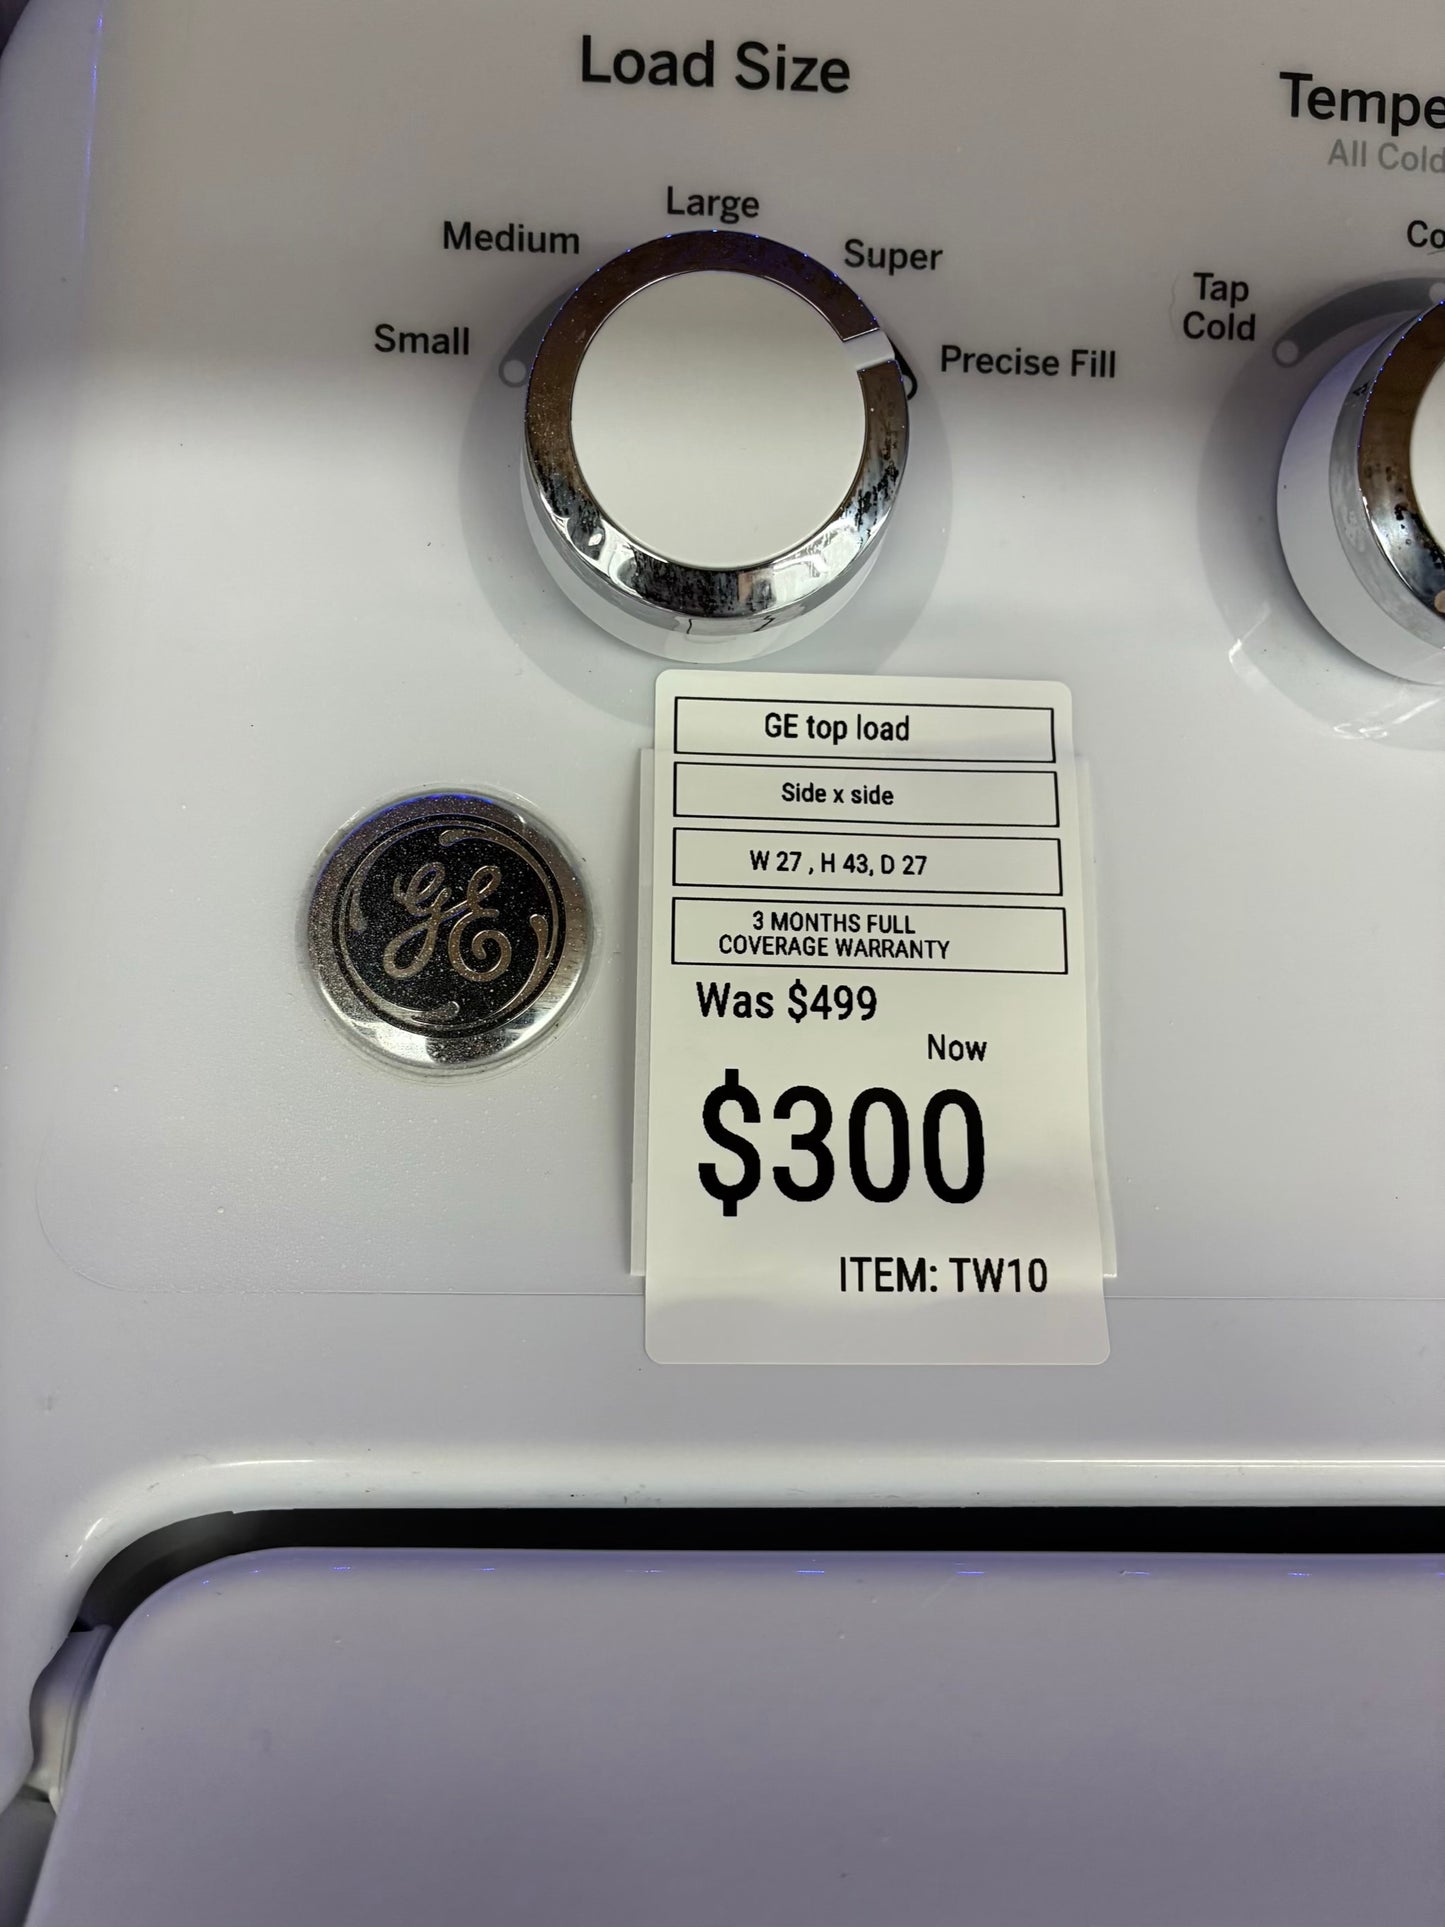 Load Size
Large
Medium
Super
Small
Precise Fill
Tempe
All Cold
Co
Tap
Cold
GE
GE top load
Side x side
W 27 , H 43, D 27
3 MONTHS FULL
COVERAGE WARRANTY
Was $499
Now
$300
ITEM: TW10